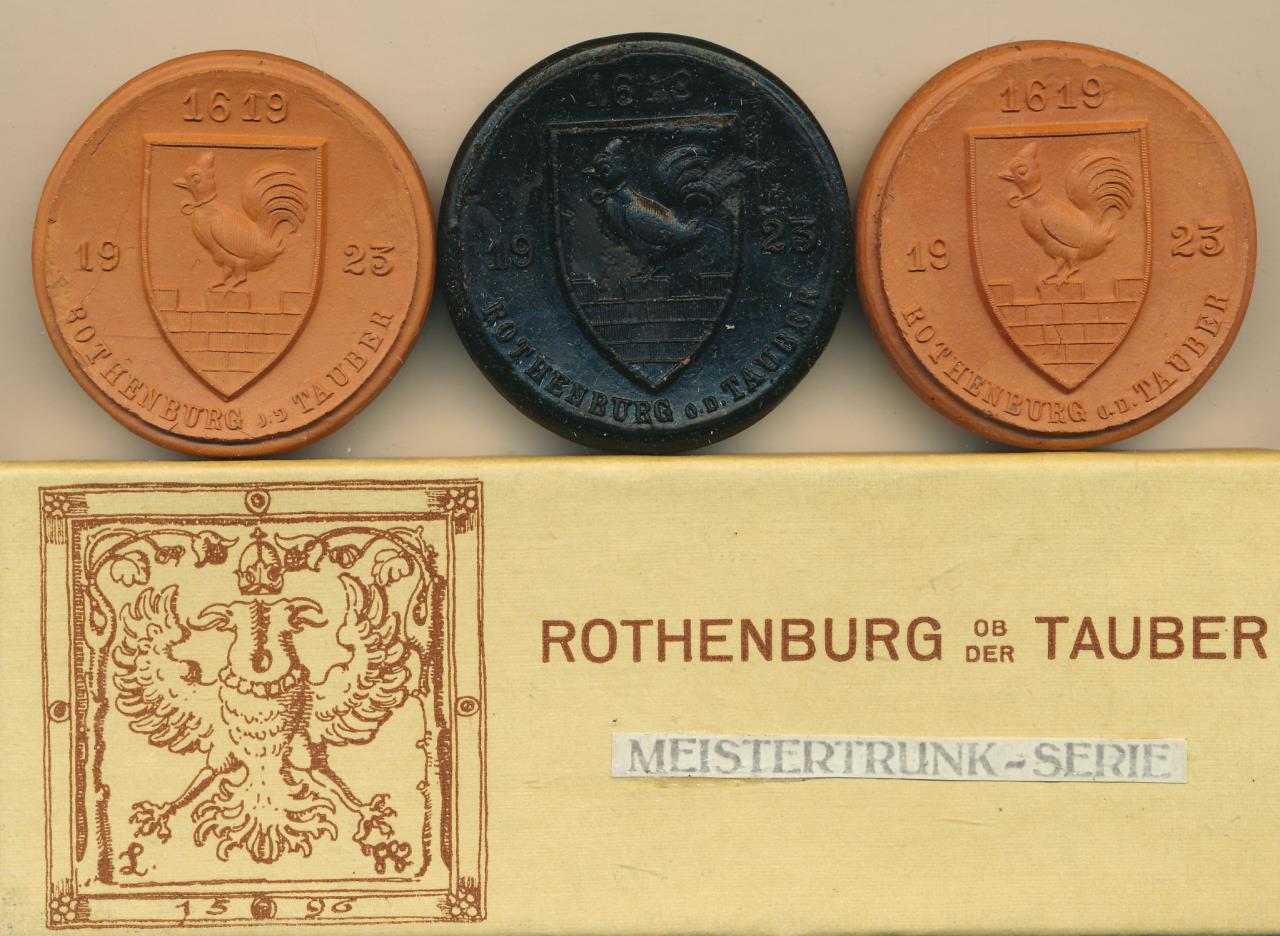 1619
19 23
ROTHENBURG O.D TAUBER
1619
19 23
ROTHENBURG O.D. TAUBER
1619
19 23
ROTHENBURG O.D. TAUBER
ROTHENBURG OB DER TAUBER
MEISTERTRUNK-SERIE
L.
1596